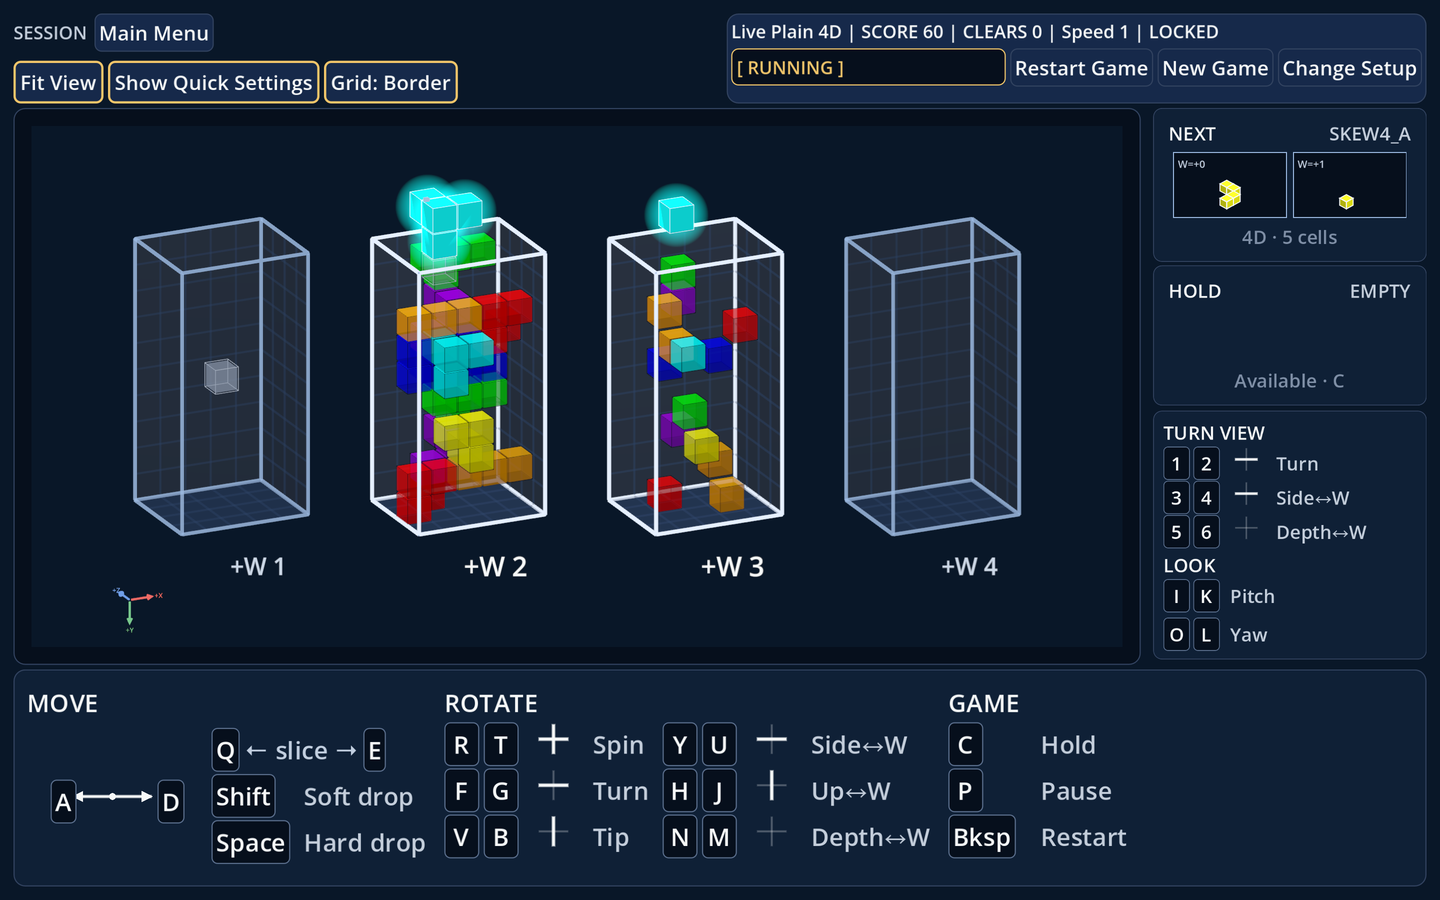 SESSION Main Menu
Fit View Show Quick Settings Grid: Border
Live Plain 4D | SCORE 60 | CLEARS 0 | Speed 1 | LOCKED
[ RUNNING ] Restart Game New Game Change Setup
NEXT SKEW4_A
W=+0 W=+1
4D · 5 cells
HOLD EMPTY
Available · C
TURN VIEW
1 2 Turn
3 4 Side↔W
5 6 Depth↔W
LOOK
I K Pitch
O L Yaw
+W 1 +W 2 +W 3 +W 4
+Z +X
+Y
MOVE
Q ← slice → E
A D
Shift Soft drop
Space Hard drop
ROTATE
R T Spin Y U Side↔W
F G Turn H J Up↔W
V B Tip N M Depth↔W
GAME
C Hold
P Pause
Bksp Restart